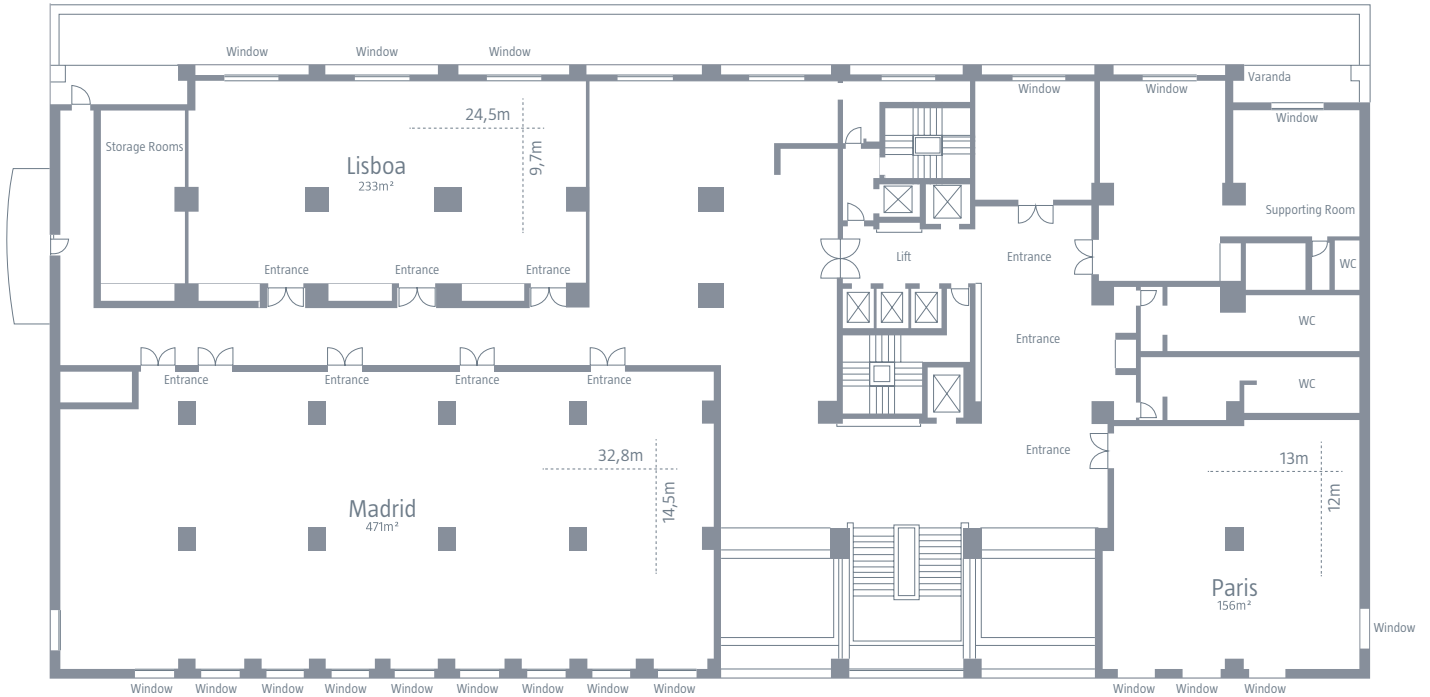 Window
Window
Window
Varanda
Window
Window
24,5m
Window
Storage Rooms
9,7m
Lisboa
233m²
Supporting Room
Lift
Entrance
WC
Entrance
Entrance
Entrance
WC
Entrance
Entrance
Entrance
Entrance
Entrance
WC
Entrance
32,8m
13m
14,5m
12m
Madrid
471m²
Paris
156m²
Window
Window
Window
Window
Window
Window
Window
Window
Window
Window
Window
Window
Window